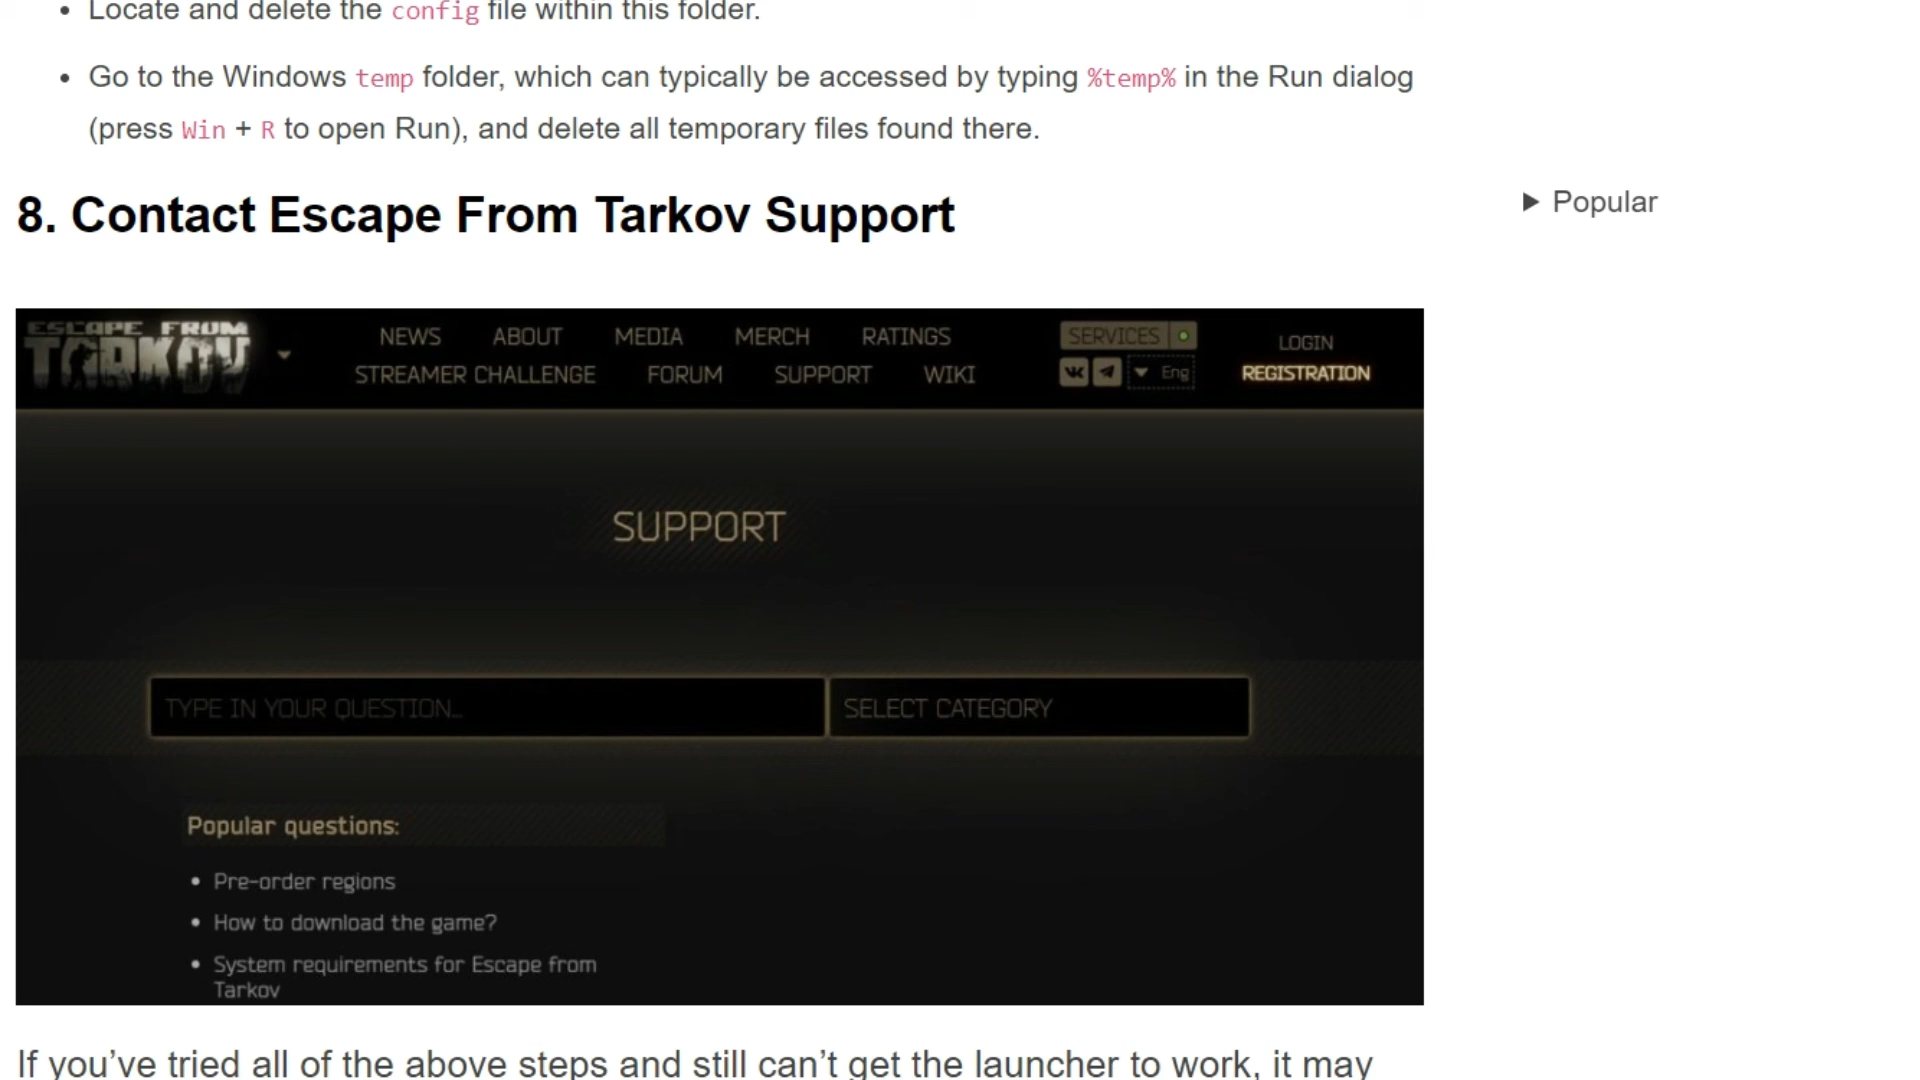 • Locate and delete the config file within this folder.
• Go to the Windows temp folder, which can typically be accessed by typing %temp% in the Run dialog
(press Win + R to open Run), and delete all temporary files found there.
8. Contact Escape From Tarkov Support
▶ Popular
ESCAPE FROM
TARKOV
NEWS ABOUT MEDIA MERCH RATINGS
STREAMER CHALLENGE FORUM SUPPORT WIKI
SERVICES
Eng
LOGIN
REGISTRATION
SUPPORT
TYPE IN YOUR QUESTION... SELECT CATEGORY
Popular questions:
• Pre-order regions
• How to download the game?
• System requirements for Escape from
Tarkov
If you’ve tried all of the above steps and still can’t get the launcher to work, it may